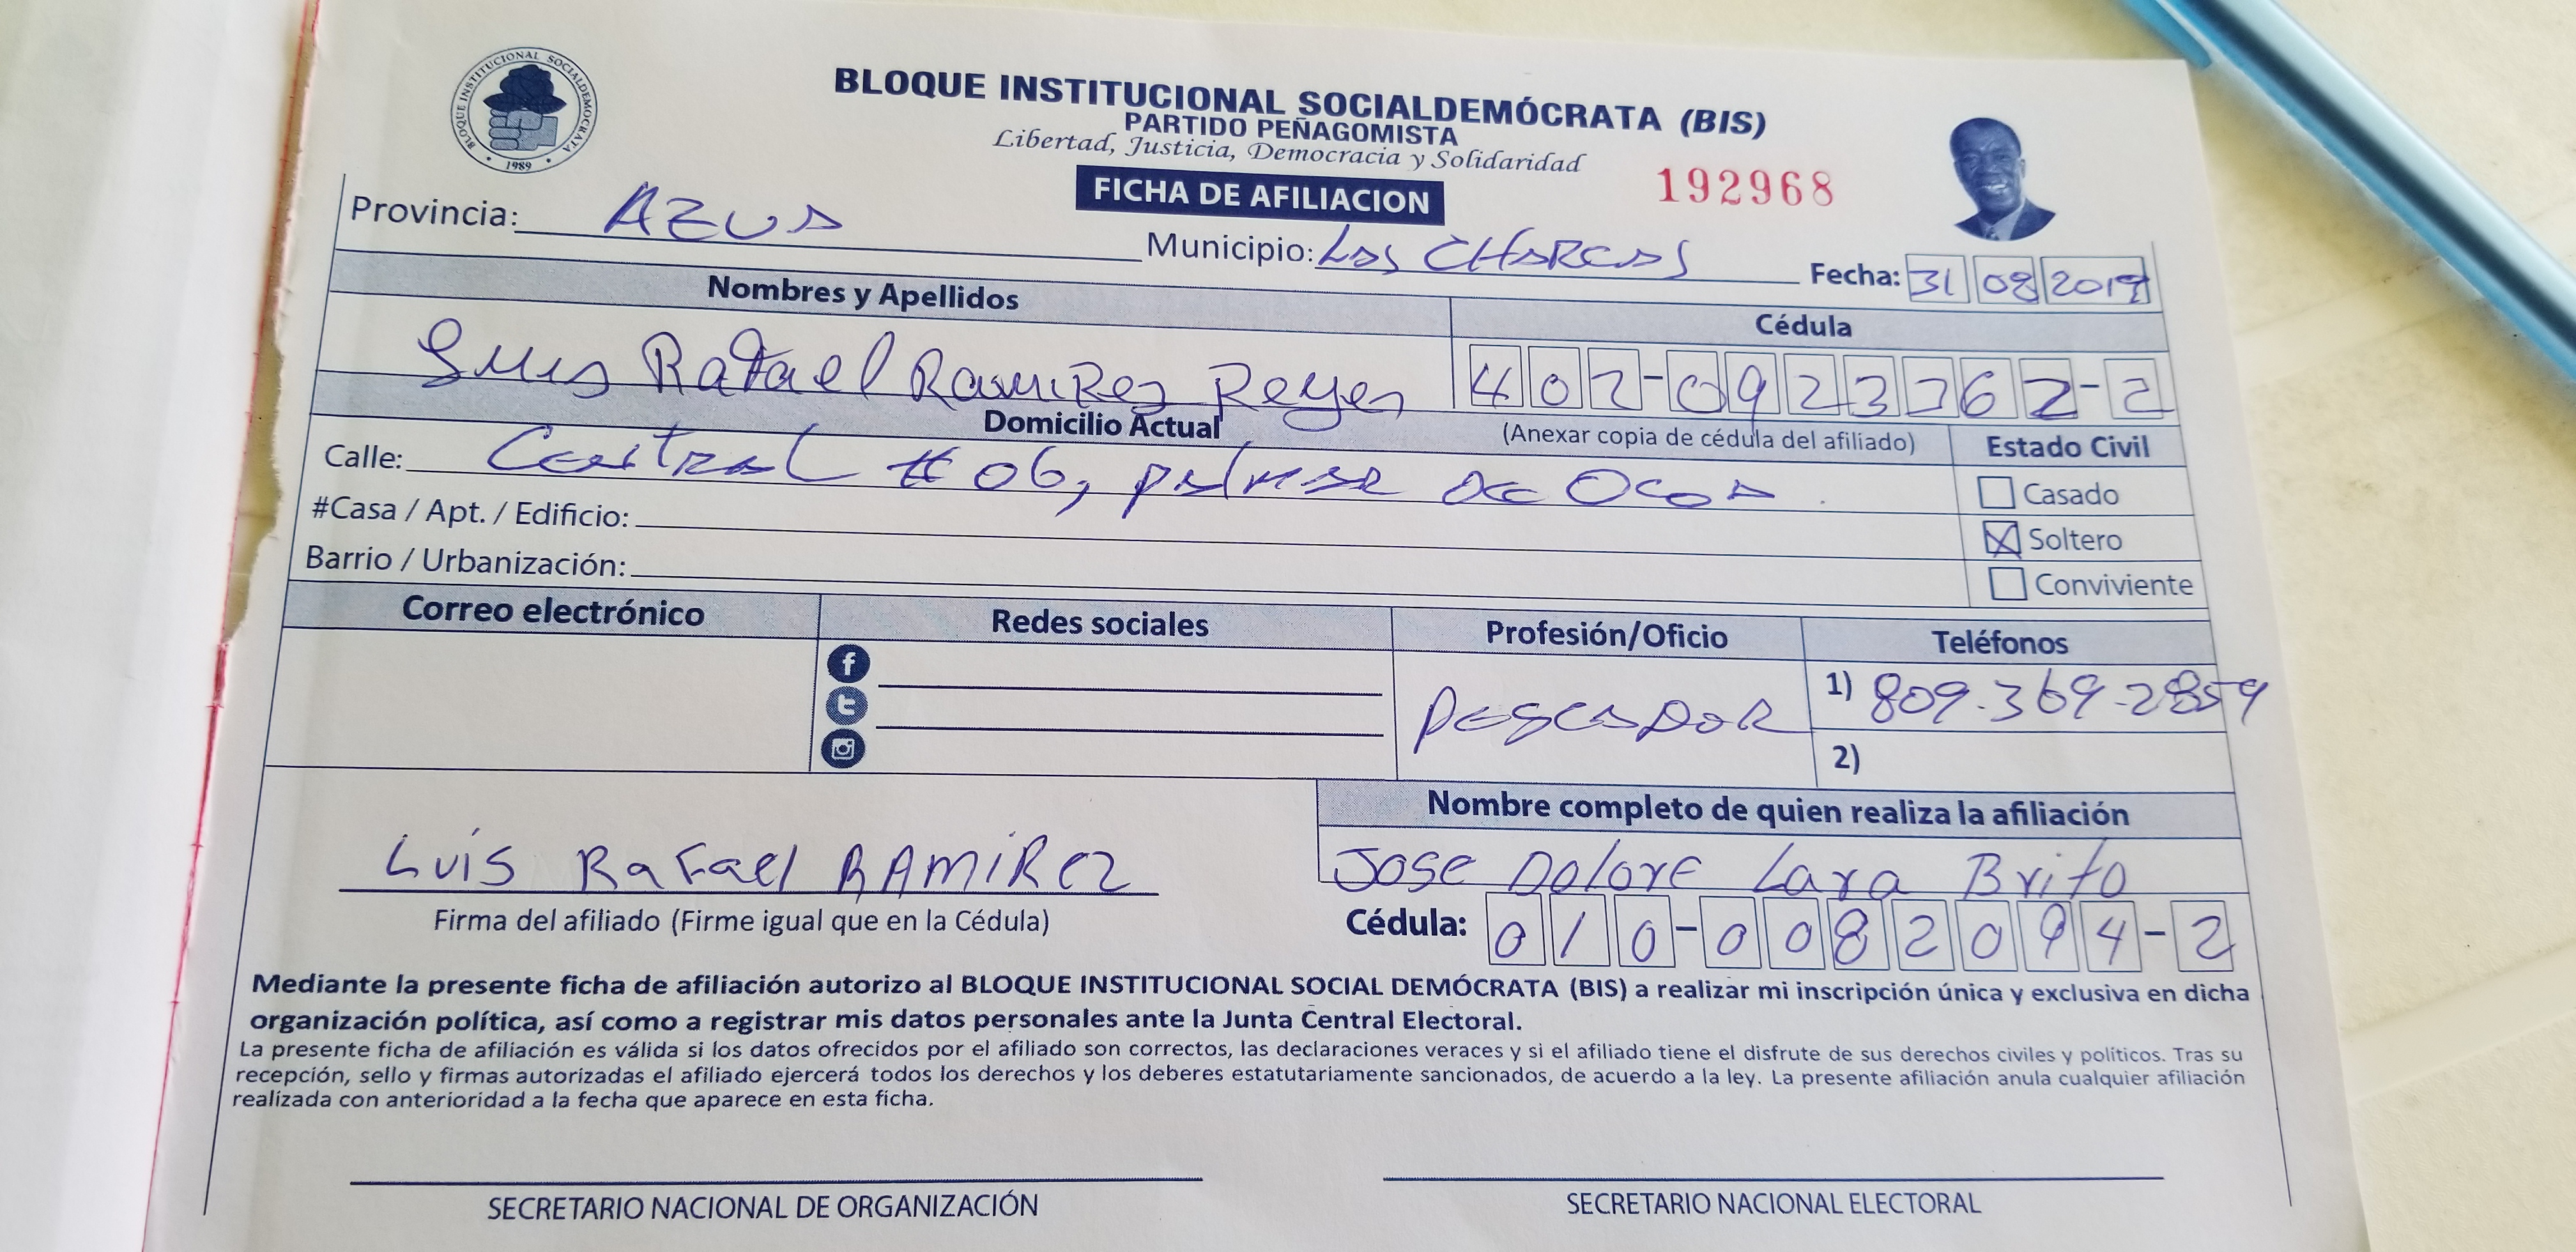 BLOQUE INSTITUCIONAL SOCIALDEMOCRATA
1989
BLOQUE INSTITUCIONAL SOCIALDEMÓCRATA (BIS)
PARTIDO PEÑAGOMISTA
Libertad, Justicia, Democracia y Solidaridad
FICHA DE AFILIACION
192968
Provincia: AZUA
Municipio: Las CHARCAS
Fecha: 31 08 2019
Nombres y Apellidos
Cédula
Luis Rafael RamiRez Reyes
402-0923362-2
Domicilio Actual
(Anexar copia de cédula del afiliado)
Estado Civil
Calle: Central # 06, palmar de Ocoa
Casado
#Casa / Apt. / Edificio:
Soltero
Barrio / Urbanización:
Conviviente
Correo electrónico
Redes sociales
Profesión/Oficio
Teléfonos
pescador
1) 809-369-2859
2)
Nombre completo de quien realiza la afiliación
Luis Rafael RAMIREZ
Jose Dolore Lara Brito
Firma del afiliado (Firme igual que en la Cédula)
Cédula: 010-0082094-2
Mediante la presente ficha de afiliación autorizo al BLOQUE INSTITUCIONAL SOCIAL DEMÓCRATA (BIS) a realizar mi inscripción única y exclusiva en dicha
organización política, así como a registrar mis datos personales ante la Junta Central Electoral.
La presente ficha de afiliación es válida si los datos ofrecidos por el afiliado son correctos, las declaraciones veraces y si el afiliado tiene el disfrute de sus derechos civiles y políticos. Tras su
recepción, sello y firmas autorizadas el afiliado ejercerá todos los derechos y los deberes estatutariamente sancionados, de acuerdo a la ley. La presente afiliación anula cualquier afiliación
realizada con anterioridad a la fecha que aparece en esta ficha.
SECRETARIO NACIONAL DE ORGANIZACIÓN
SECRETARIO NACIONAL ELECTORAL